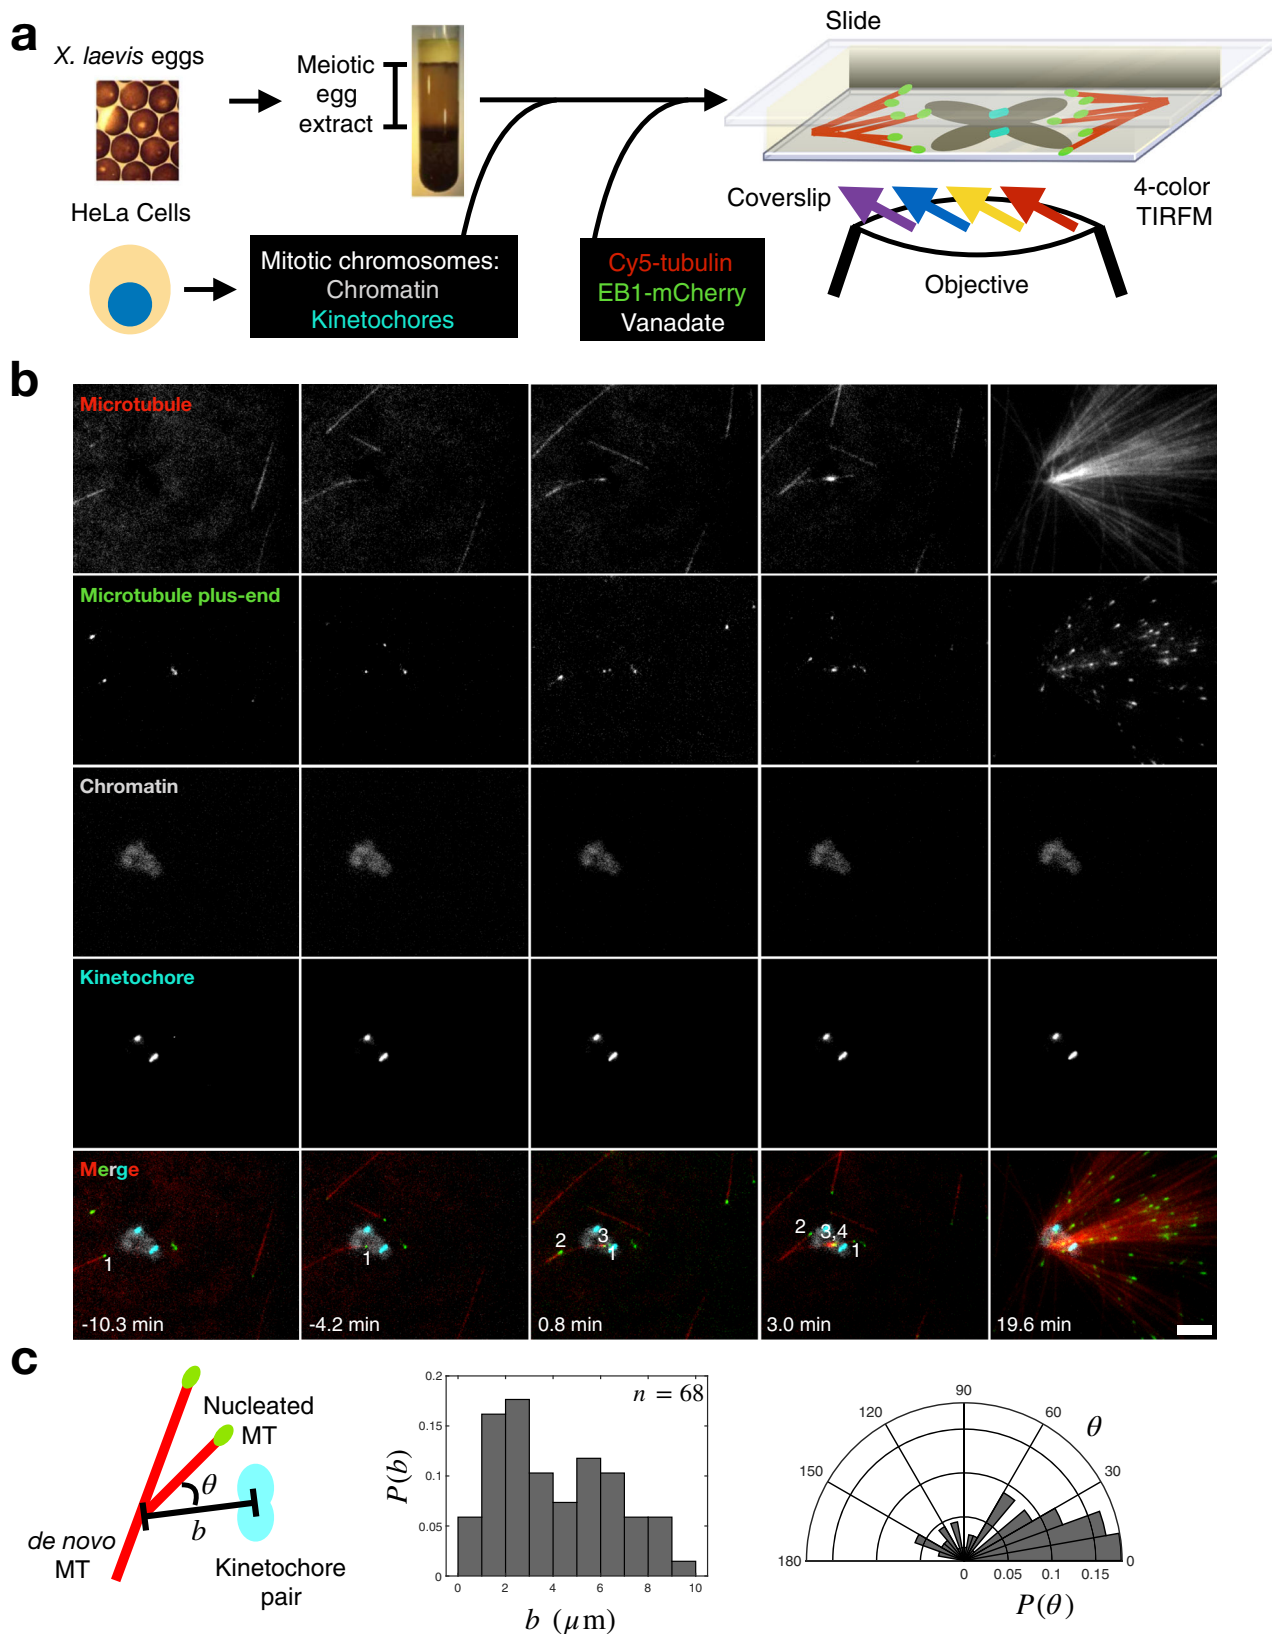 a
X. laevis eggs
Meiotic
egg
extract
Slide
HeLa Cells
Mitotic chromosomes:
Chromatin
Kinetochores
Cy5-tubulin
EB1-mCherry
Vanadate
Coverslip
4-color
TIRFM
Objective
b
Microtubule
Microtubule plus-end
Chromatin
Kinetochore
Merge
1
1
2
3
1
2
3,4
1
-10.3 min
-4.2 min
0.8 min
3.0 min
19.6 min
c
Nucleated
MT
θ
b
de novo
MT
Kinetochore
pair
n = 68
0.2
0.15
0.1
0.05
0
P(b)
0 2 4 6 8 10
b (μm)
90
120 60
θ
150 30
180 0
0 0.05 0.1 0.15
P(θ)